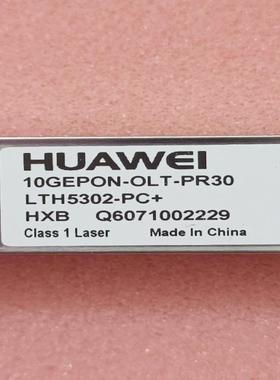 HUAWEI
10GEPON-OLT-PR30
LTH5302-PC+
HXB Q6071002229
Class 1 Laser Made In China